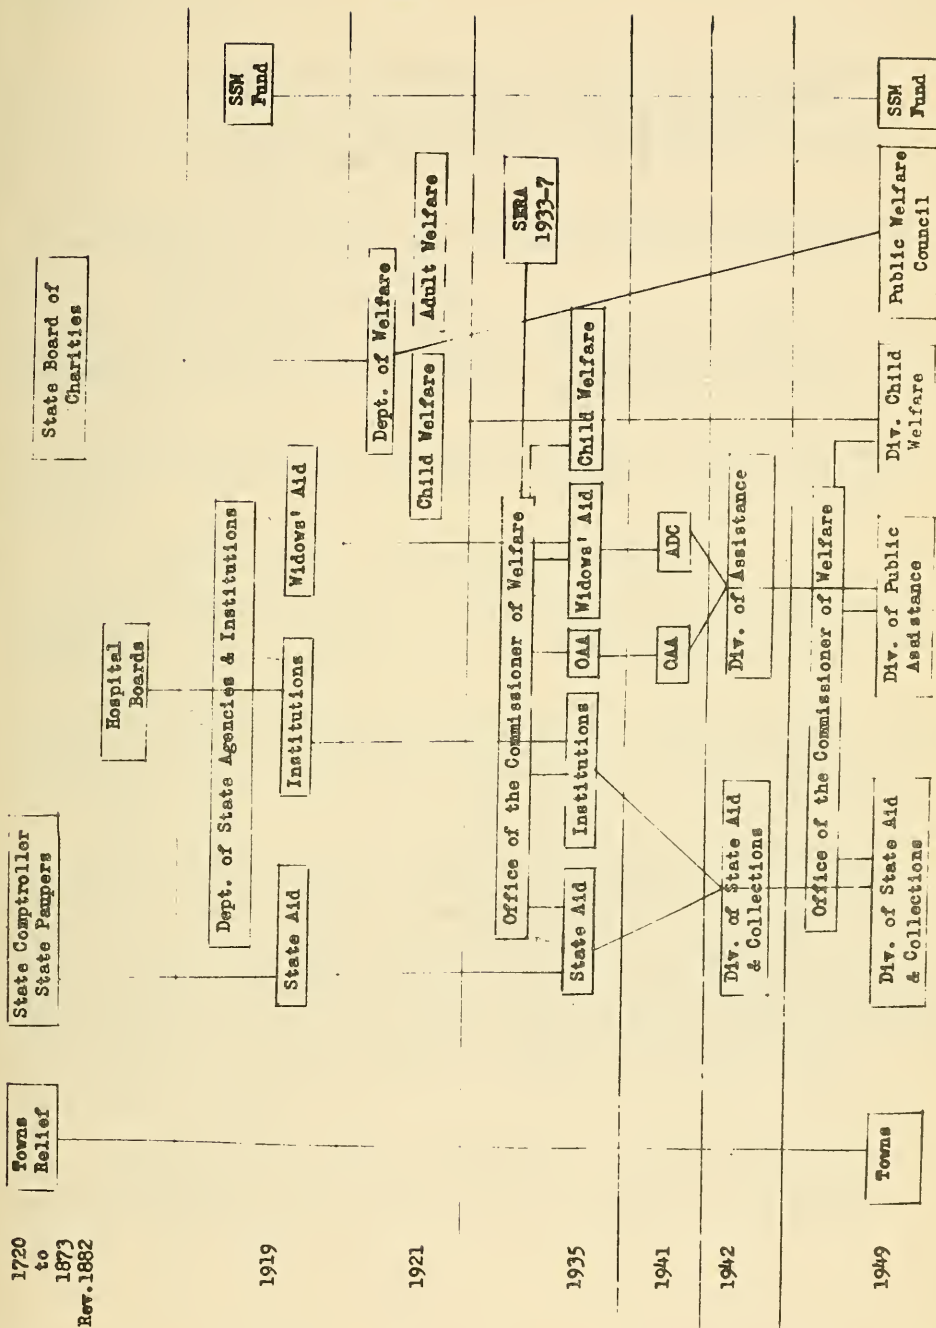 1720
to
1873
Rev.1882
Towns
Relief
State Comptroller
State Paupers
Hospital
Boards
State Board of
Charities
1919
Dept. of State Agencies & Institutions
State Aid
Institutions
Widows' Aid
SSM
Fund
1921
Dept. of Welfare
Child Welfare
Adult Welfare
1935
Office of the Commissioner of Welfare
SERA
1933-7
State Aid
Institutions
OAA
Widows' Aid
Child Welfare
1941
OAA
ADC
1942
Div. of State Aid
& Collections
Div. of Assistance
Office of the Commissioner of Welfare
1949
Towns
Div. of State Aid
& Collections
Div. of Public
Assistance
Div. Child
Welfare
Public Welfare
Council
SSM
Fund